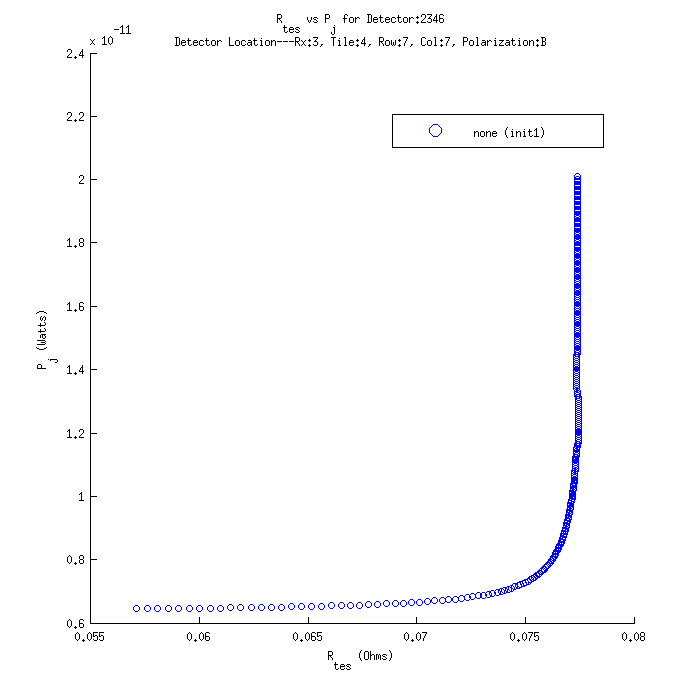 R_tes vs P_j for Detector:2346
Detector Location---Rx:3, Tile:4, Row:7, Col:7, Polarization:B
x 10^-11
2.4
2.2
none (init1)
2
1.8
1.6
P_j (Watts)
1.4
1.2
1
0.8
0.6
0.055 0.06 0.065 0.07 0.075 0.08
R_tes (Ohms)